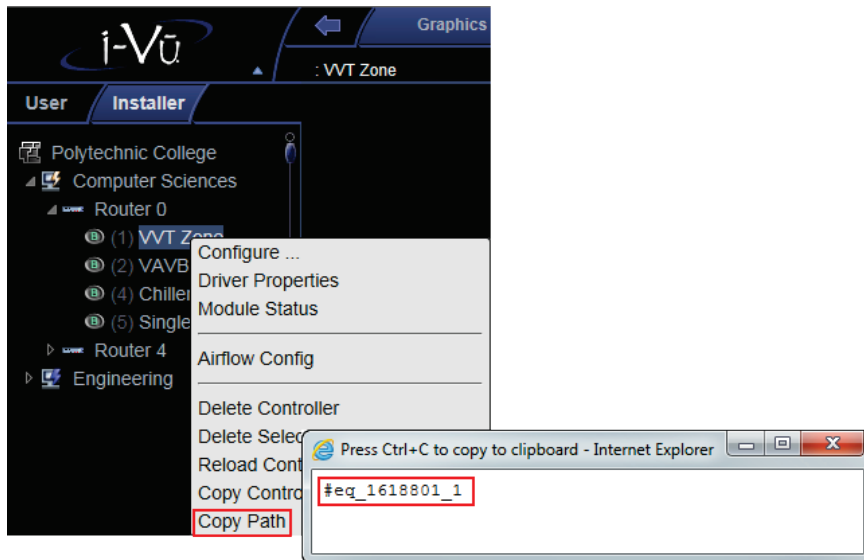 i-Vū
Graphics
: VVT Zone
User
Installer
Polytechnic College
Computer Sciences
Router 0
(1) VVT Zone
(2) VAVB
(4) Chiller
(5) Single
Router 4
Engineering
Configure ...
Driver Properties
Module Status
Airflow Config
Delete Controller
Delete Selec
Reload Cont
Copy Contro
Copy Path
Press Ctrl+C to copy to clipboard - Internet Explorer
#eq_1618801_1